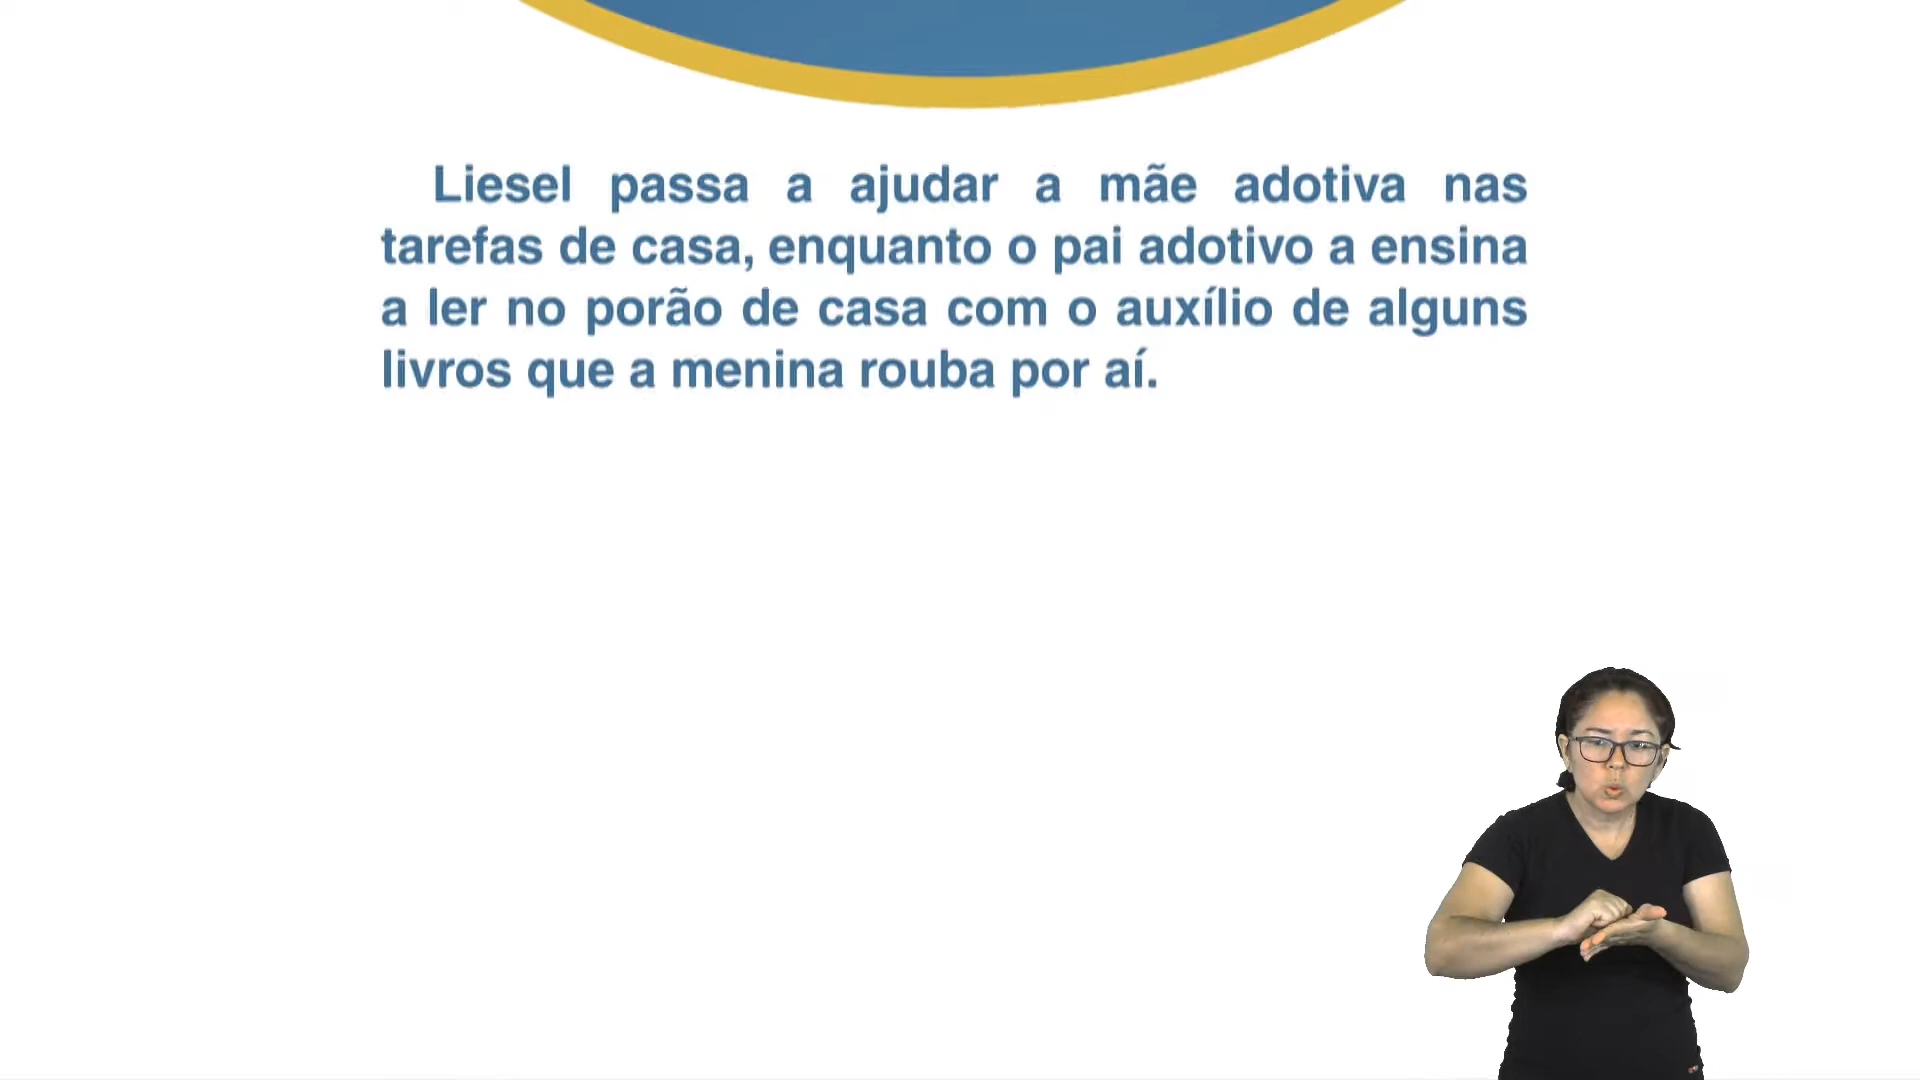 Liesel passa a ajudar a mãe adotiva nas
tarefas de casa, enquanto o pai adotivo a ensina
a ler no porão de casa com o auxílio de alguns
livros que a menina rouba por aí.